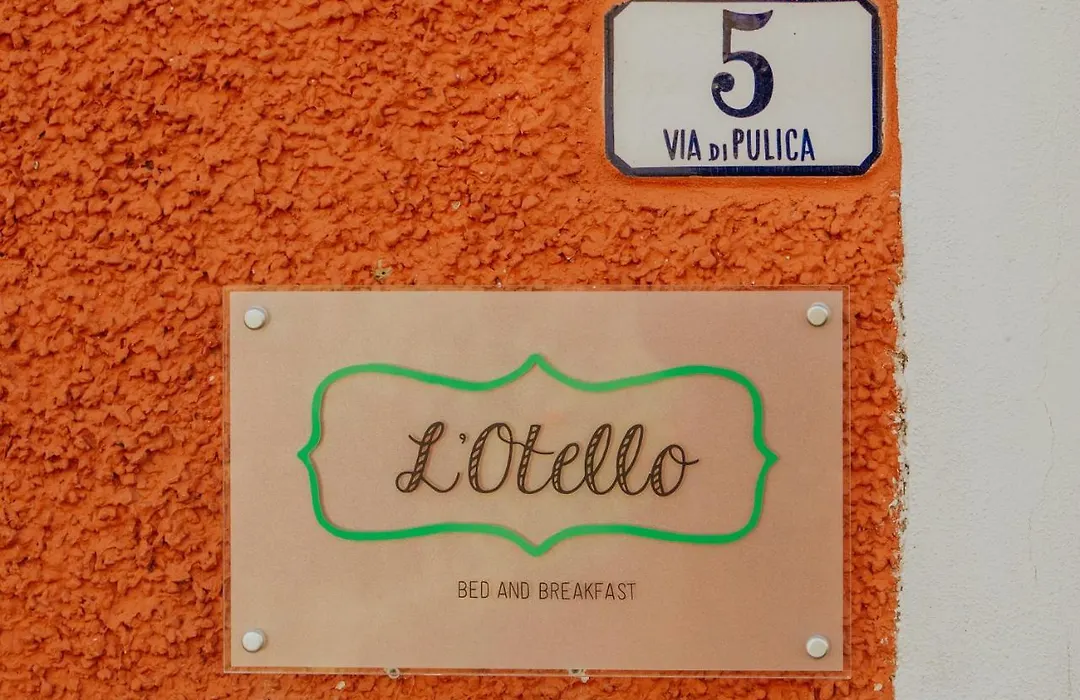 5
VIA DI PULICA
L'Otello
BED AND BREAKFAST